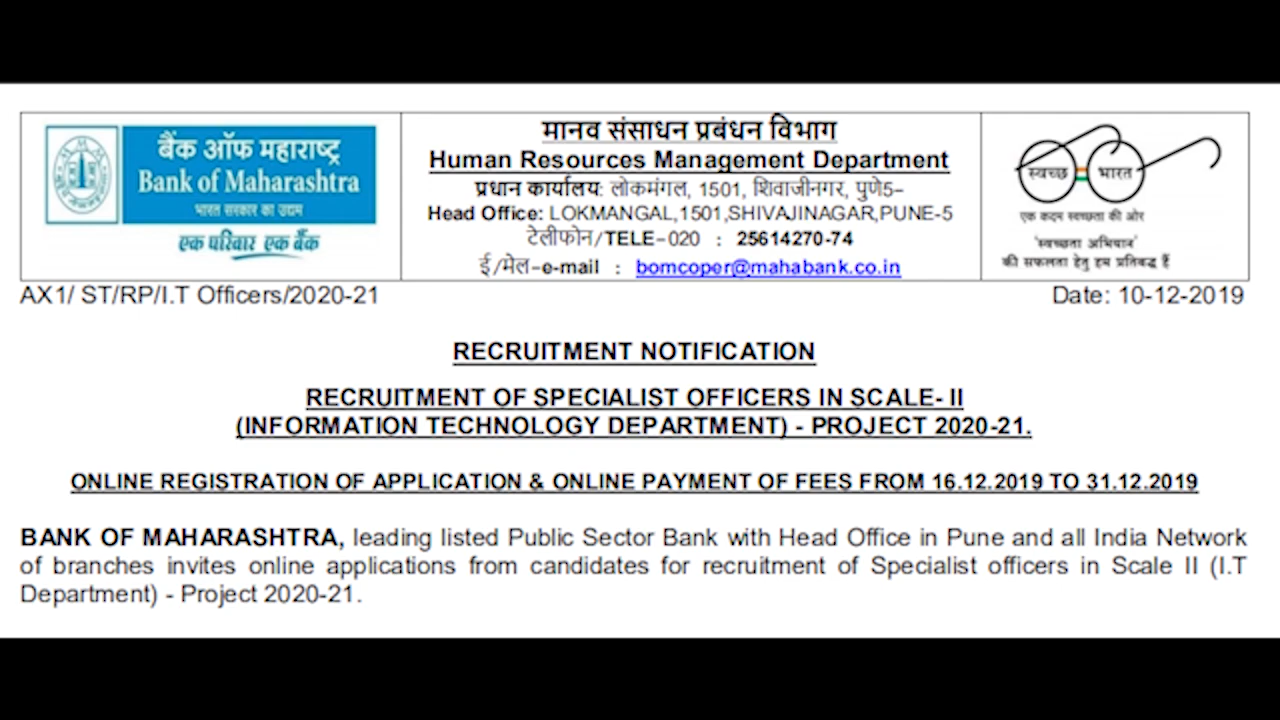 बैंक ऑफ महाराष्ट्र
Bank of Maharashtra
भारत सरकार का उद्यम
एक परिवार एक बैंक
मानव संसाधन प्रबंधन विभाग
Human Resources Management Department
प्रधान कार्यालय: लोकमंगल, 1501, शिवाजीनगर, पुणे5–
Head Office: LOKMANGAL,1501,SHIVAJINAGAR,PUNE-5
टेलीफोन/TELE–020 : 25614270-74
ई/मेल–e-mail : bomcoper@mahabank.co.in
स्वच्छ भारत
एक कदम स्वच्छता की ओर
'स्वच्छता अभियान'
की सफलता हेतु हम प्रतिबद्ध हैं
AX1/ ST/RP/I.T Officers/2020-21
Date: 10-12-2019
RECRUITMENT NOTIFICATION
RECRUITMENT OF SPECIALIST OFFICERS IN SCALE- II
(INFORMATION TECHNOLOGY DEPARTMENT) - PROJECT 2020-21.
ONLINE REGISTRATION OF APPLICATION & ONLINE PAYMENT OF FEES FROM 16.12.2019 TO 31.12.2019
BANK OF MAHARASHTRA, leading listed Public Sector Bank with Head Office in Pune and all India Network
of branches invites online applications from candidates for recruitment of Specialist officers in Scale II (I.T
Department) - Project 2020-21.